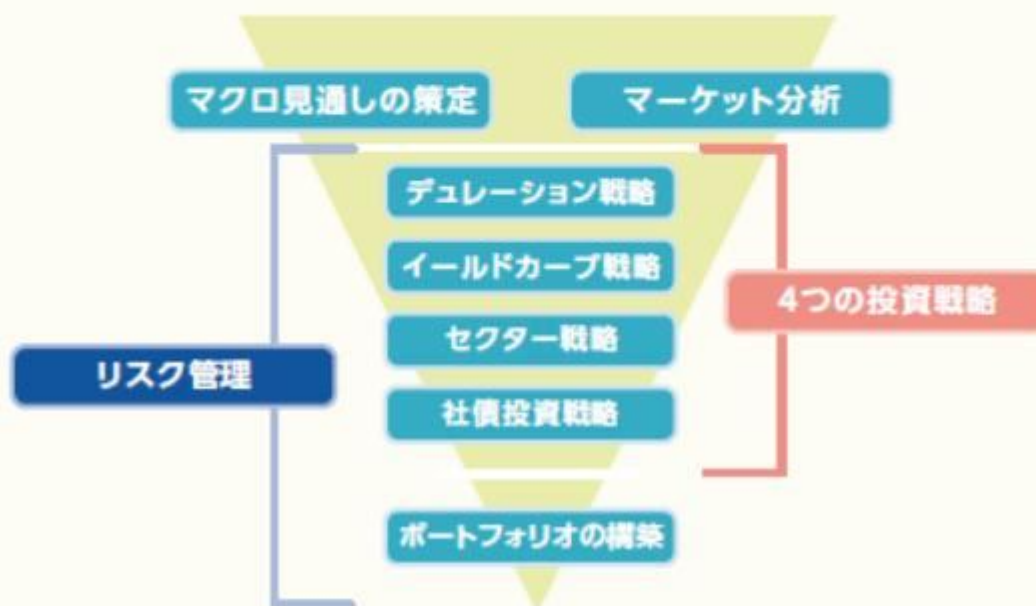 マクロ見通しの策定
マーケット分析
デュレーション戦略
イールドカーブ戦略
セクター戦略
社債投資戦略
4つの投資戦略
リスク管理
ポートフォリオの構築